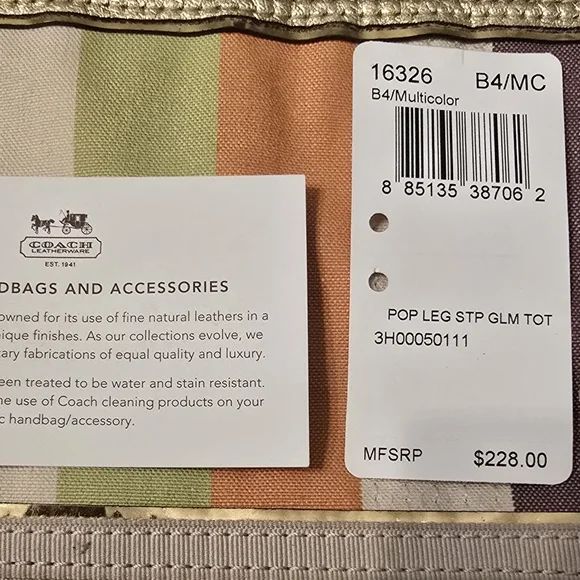 COACH
LEATHERWARE
EST. 1941
DBAGS AND ACCESSORIES
owned for its use of fine natural leathers in a
ique finishes. As our collections evolve, we
ary fabrications of equal quality and luxury.
een treated to be water and stain resistant.
he use of Coach cleaning products on your
c handbag/accessory.
16326 B4/MC
B4/Multicolor
8 85135 38706 2
POP LEG STP GLM TOT
3H00050111
MFSRP $228.00